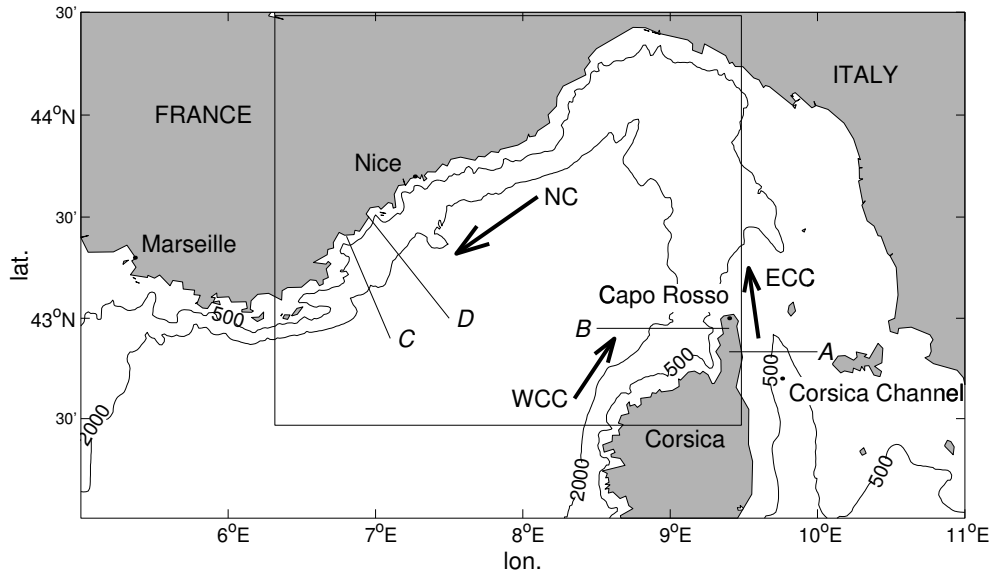 30'
ITALY
FRANCE
44°N
Nice
NC
30'
Marseille
lat.
ECC
Capo Rosso
500
43°N
B
D
C
A
500
500
WCC
Corsica Channel
2000
30'
Corsica
2000
500
6°E
7°E
8°E
9°E
10°E
11°E
lon.